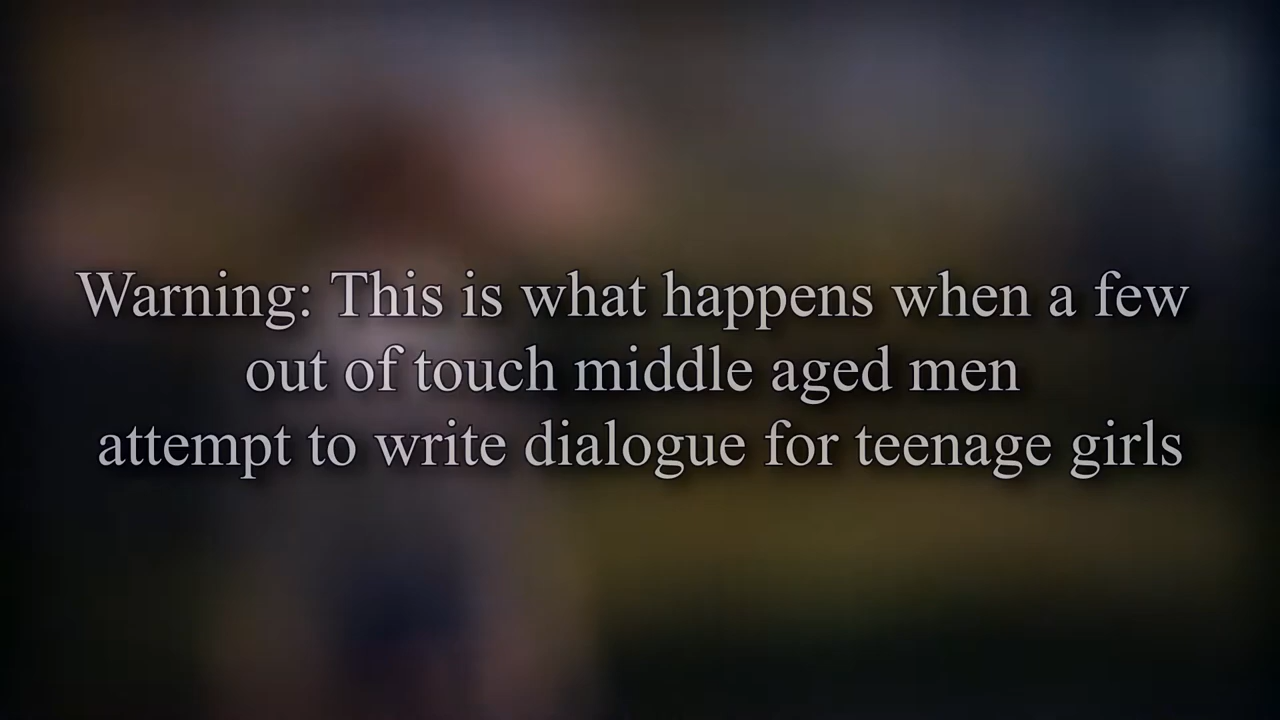 Warning: This is what happens when a few
out of touch middle aged men
attempt to write dialogue for teenage girls